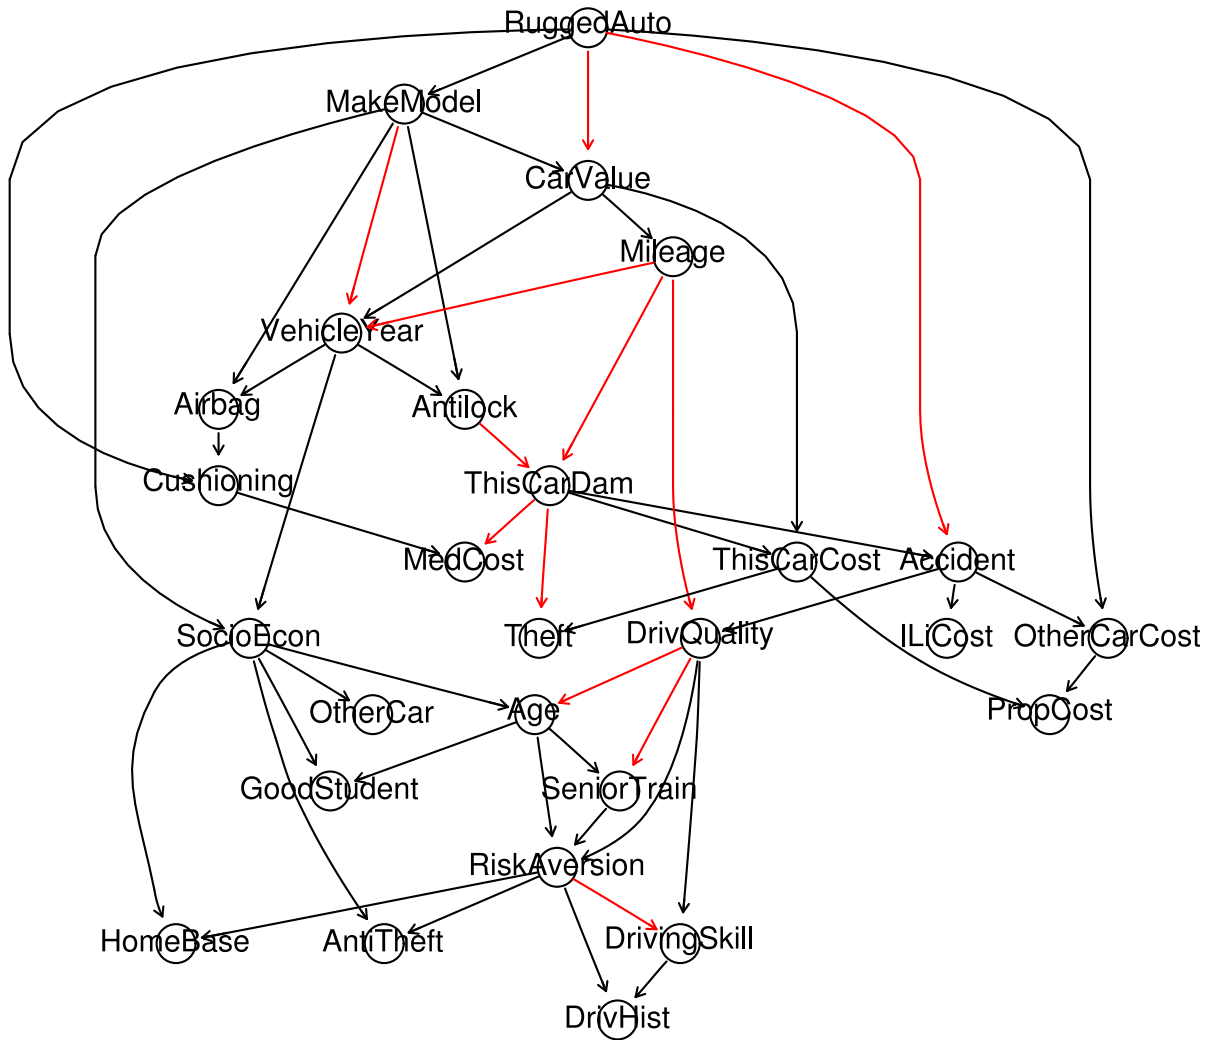 RuggedAuto
MakeModel
CarValue
Mileage
VehicleYear
Airbag
Antilock
Cushioning
ThisCarDam
MedCost
ThisCarCost
Accident
SocioEcon
Theft
DrivQuality
ILiCost
OtherCarCost
OtherCar
Age
PropCost
GoodStudent
SeniorTrain
RiskAversion
HomeBase
AntiTheft
DrivingSkill
DrivHist